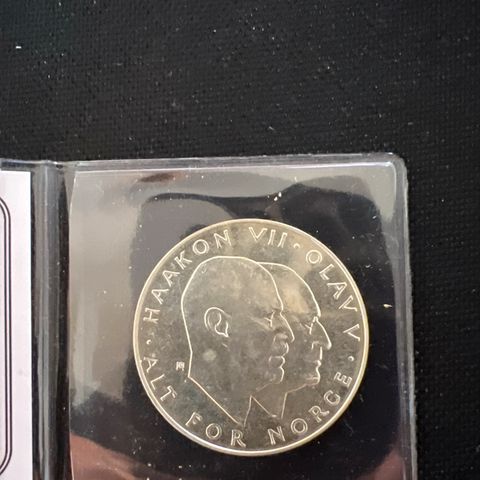 · HAAKON VII · OLAV V ·
ALT FOR NORGE